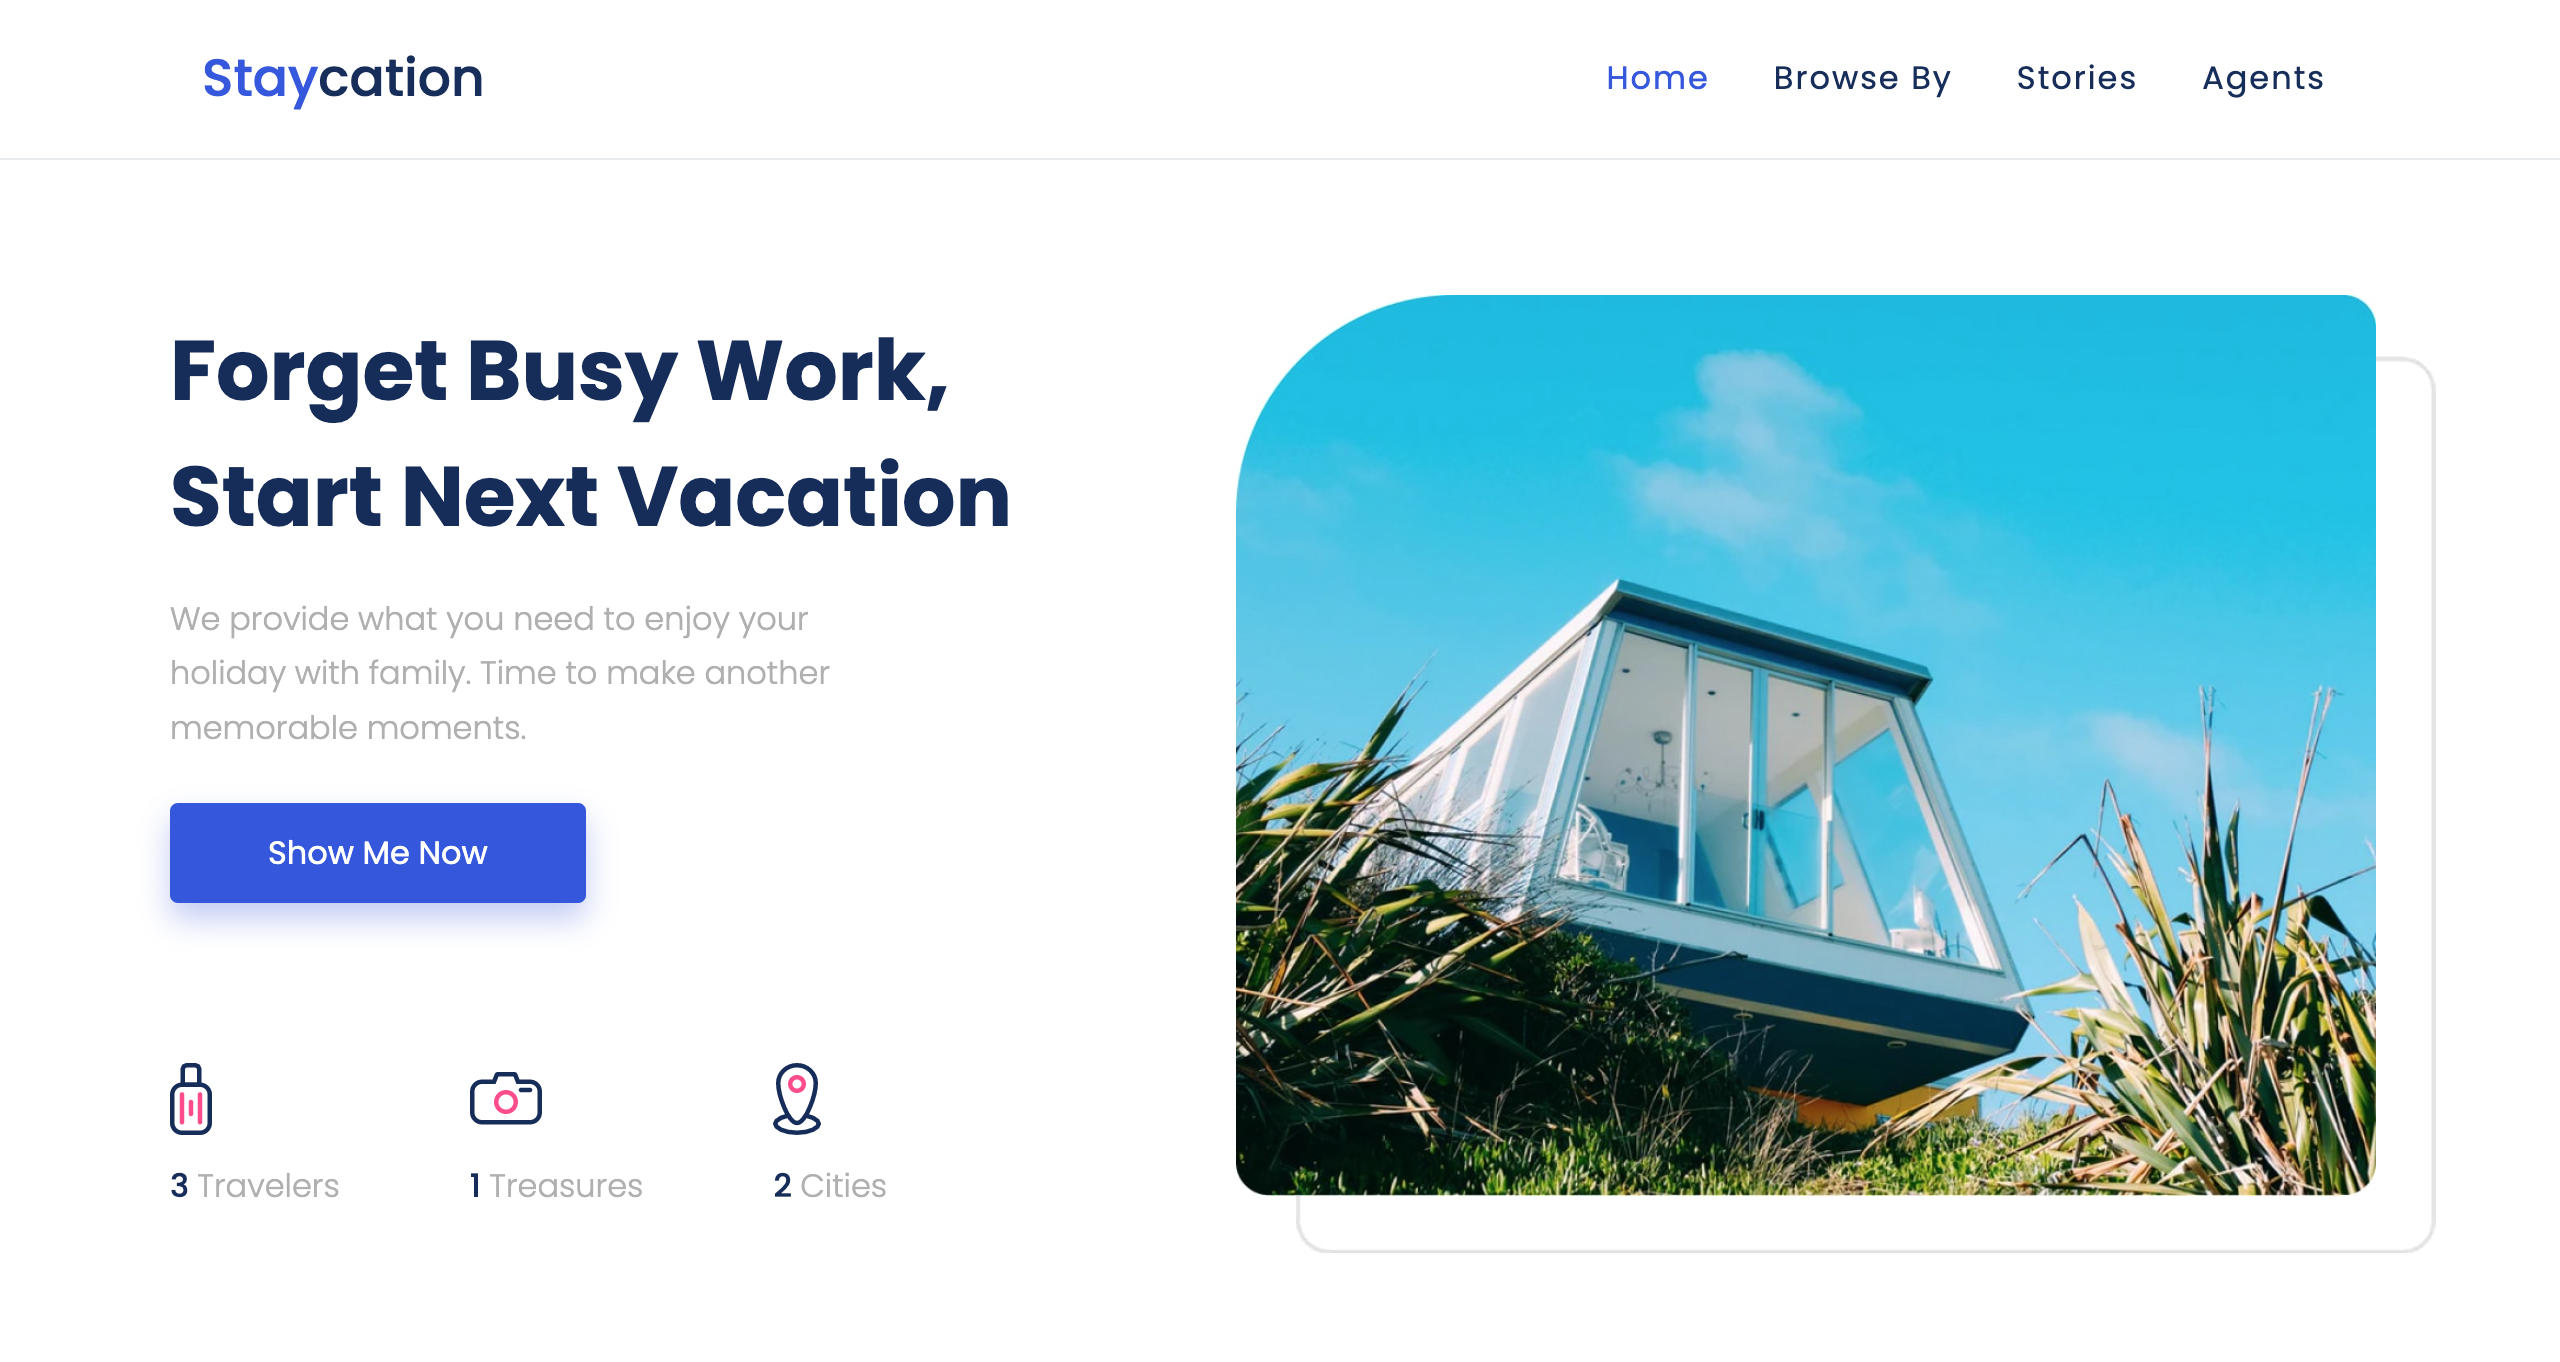 Staycation
Home Browse By Stories Agents
Forget Busy Work,
Start Next Vacation
We provide what you need to enjoy your
holiday with family. Time to make another
memorable moments.
Show Me Now
3 Travelers
1 Treasures
2 Cities